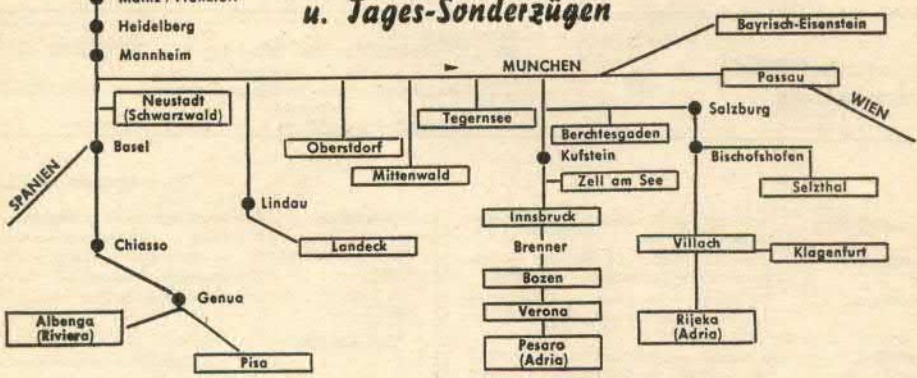 u. Tages-Sonderzügen
Heidelberg
Mannheim
Bayrisch-Eisenstein
MUNCHEN
Passau
WIEN
Neustadt
(Schwarzwald)
Tegernsee
Salzburg
Berchtesgaden
Basel
Oberstdorf
Kufstein
Bischofshofen
SPANIEN
Mittenwald
Zell am See
Selzthal
Lindau
Innsbruck
Landeck
Chiasso
Brenner
Villach
Klagenfurt
Bozen
Genua
Verona
Albenga
(Riviera)
Rijeka
(Adria)
Pesaro
(Adria)
Pisa